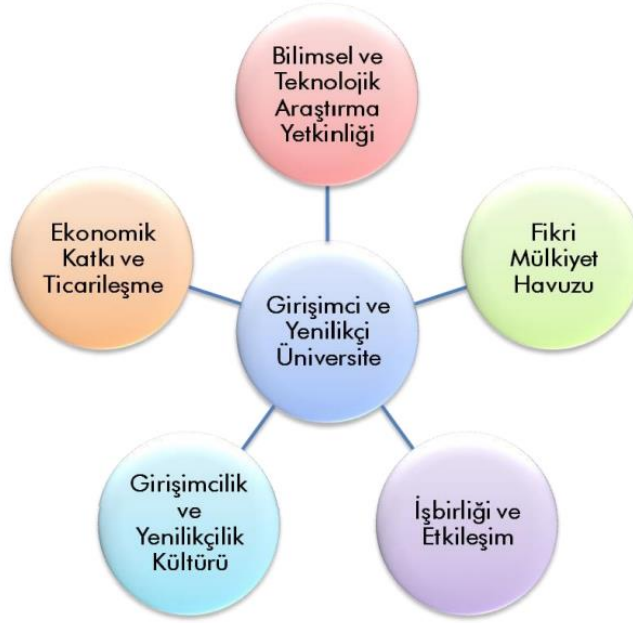 Bilimsel ve
Teknolojik
Araştırma
Yetkinliği
Ekonomik
Katkı ve
Ticarileşme
Fikri
Mülkiyet
Havuzu
Girişimci ve
Yenilikçi
Üniversite
Girişimcilik
ve
Yenilikçilik
Kültürü
İşbirliği ve
Etkileşim